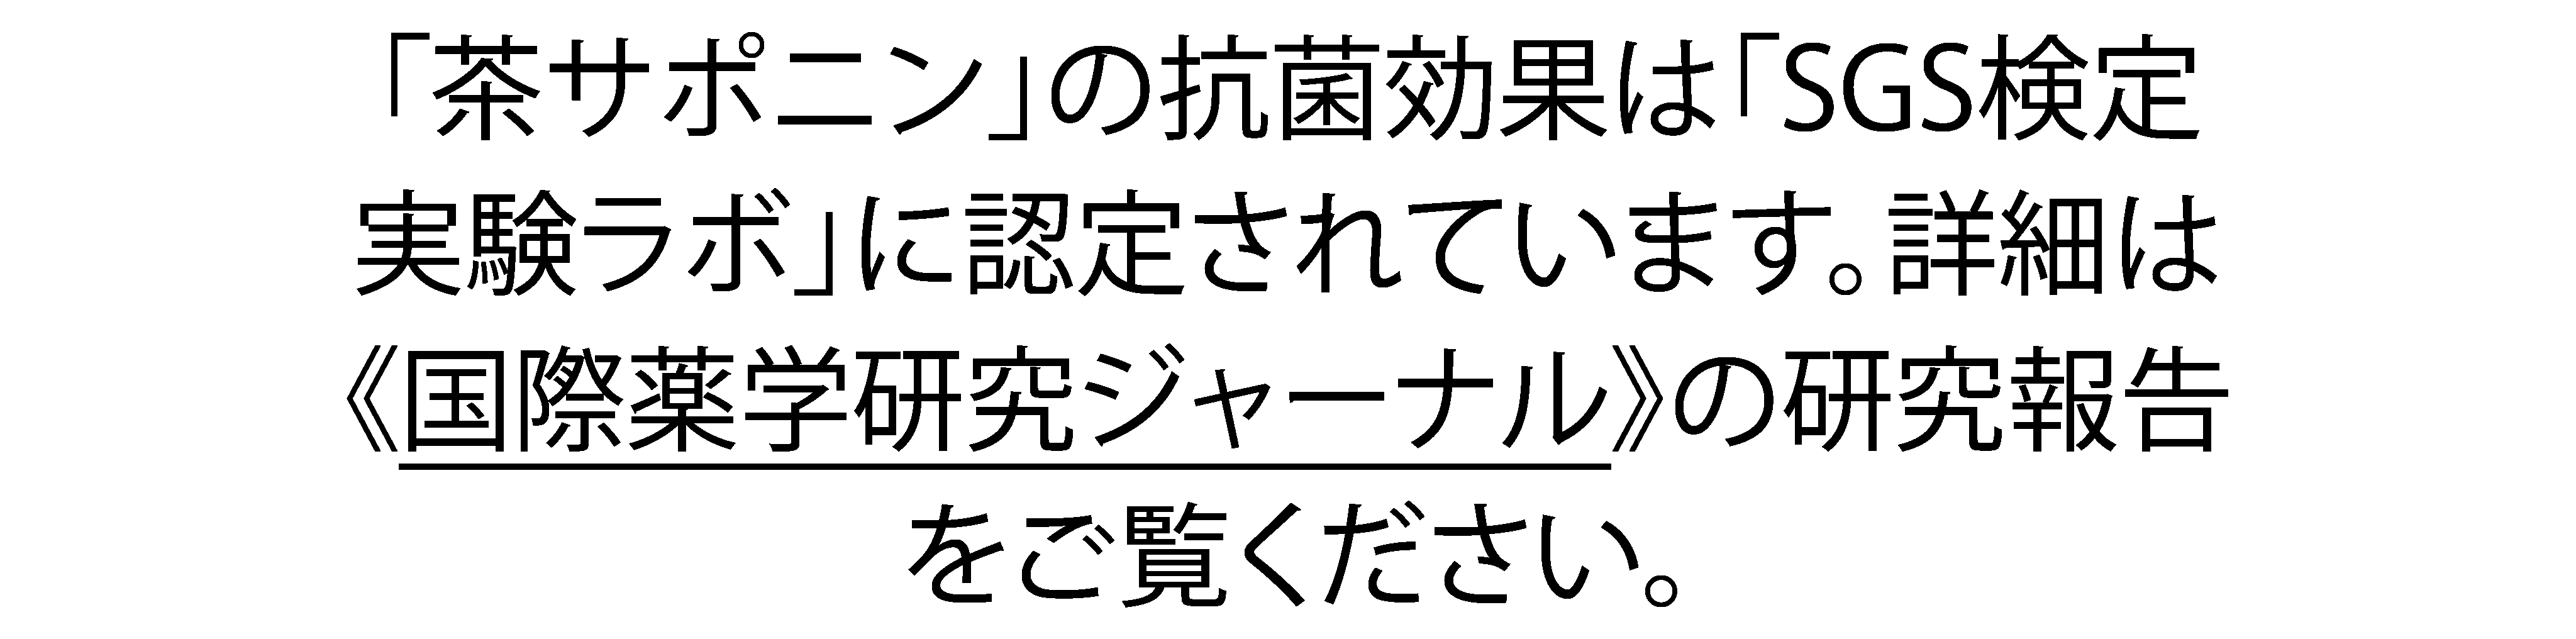 「茶サポニン」の抗菌効果は「SGS検定
実験ラボ」に認定されています。詳細は
《国際薬学研究ジャーナル》の研究報告
をご覧ください。